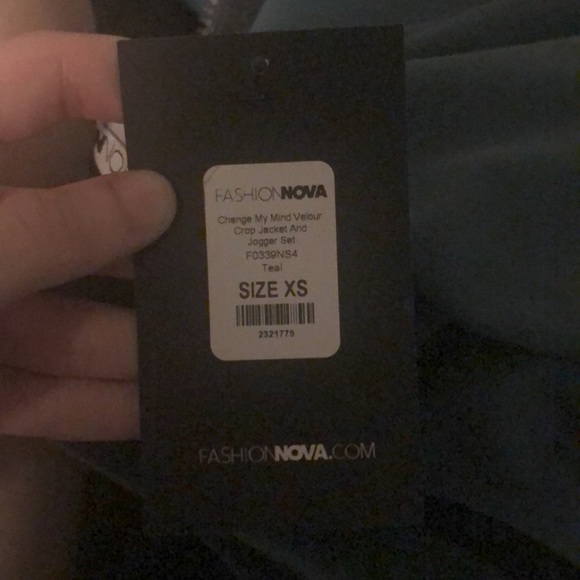 FASHIONNOVA
Change My Mind Velour
Crop Jacket And
Jogger Set
F0339NS4
Teal
SIZE XS
2321775
FASHIONNOVA.COM